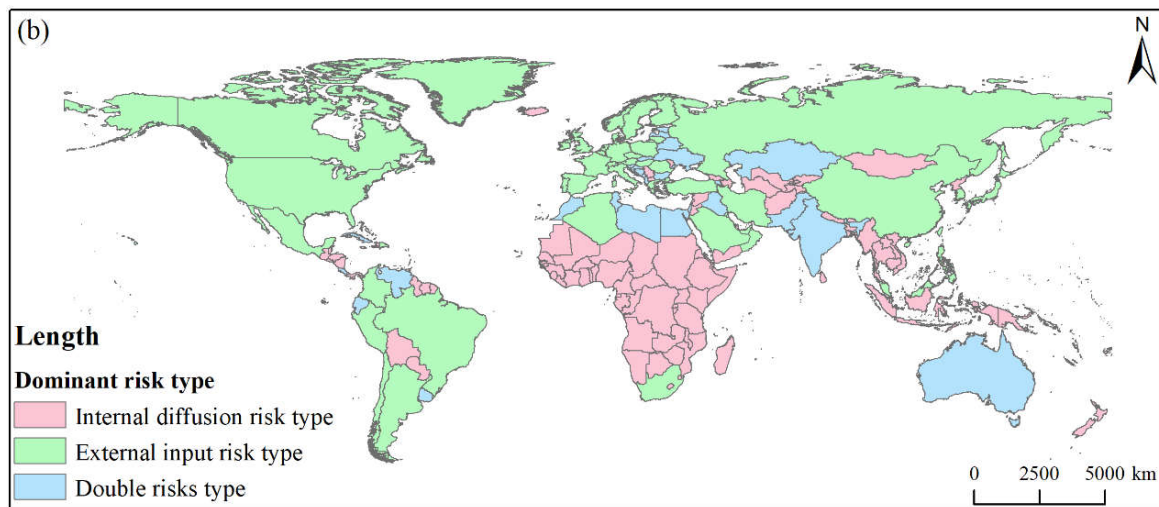 (b)
N
Length
Dominant risk type
Internal diffusion risk type
External input risk type
Double risks type
0 2500 5000 km